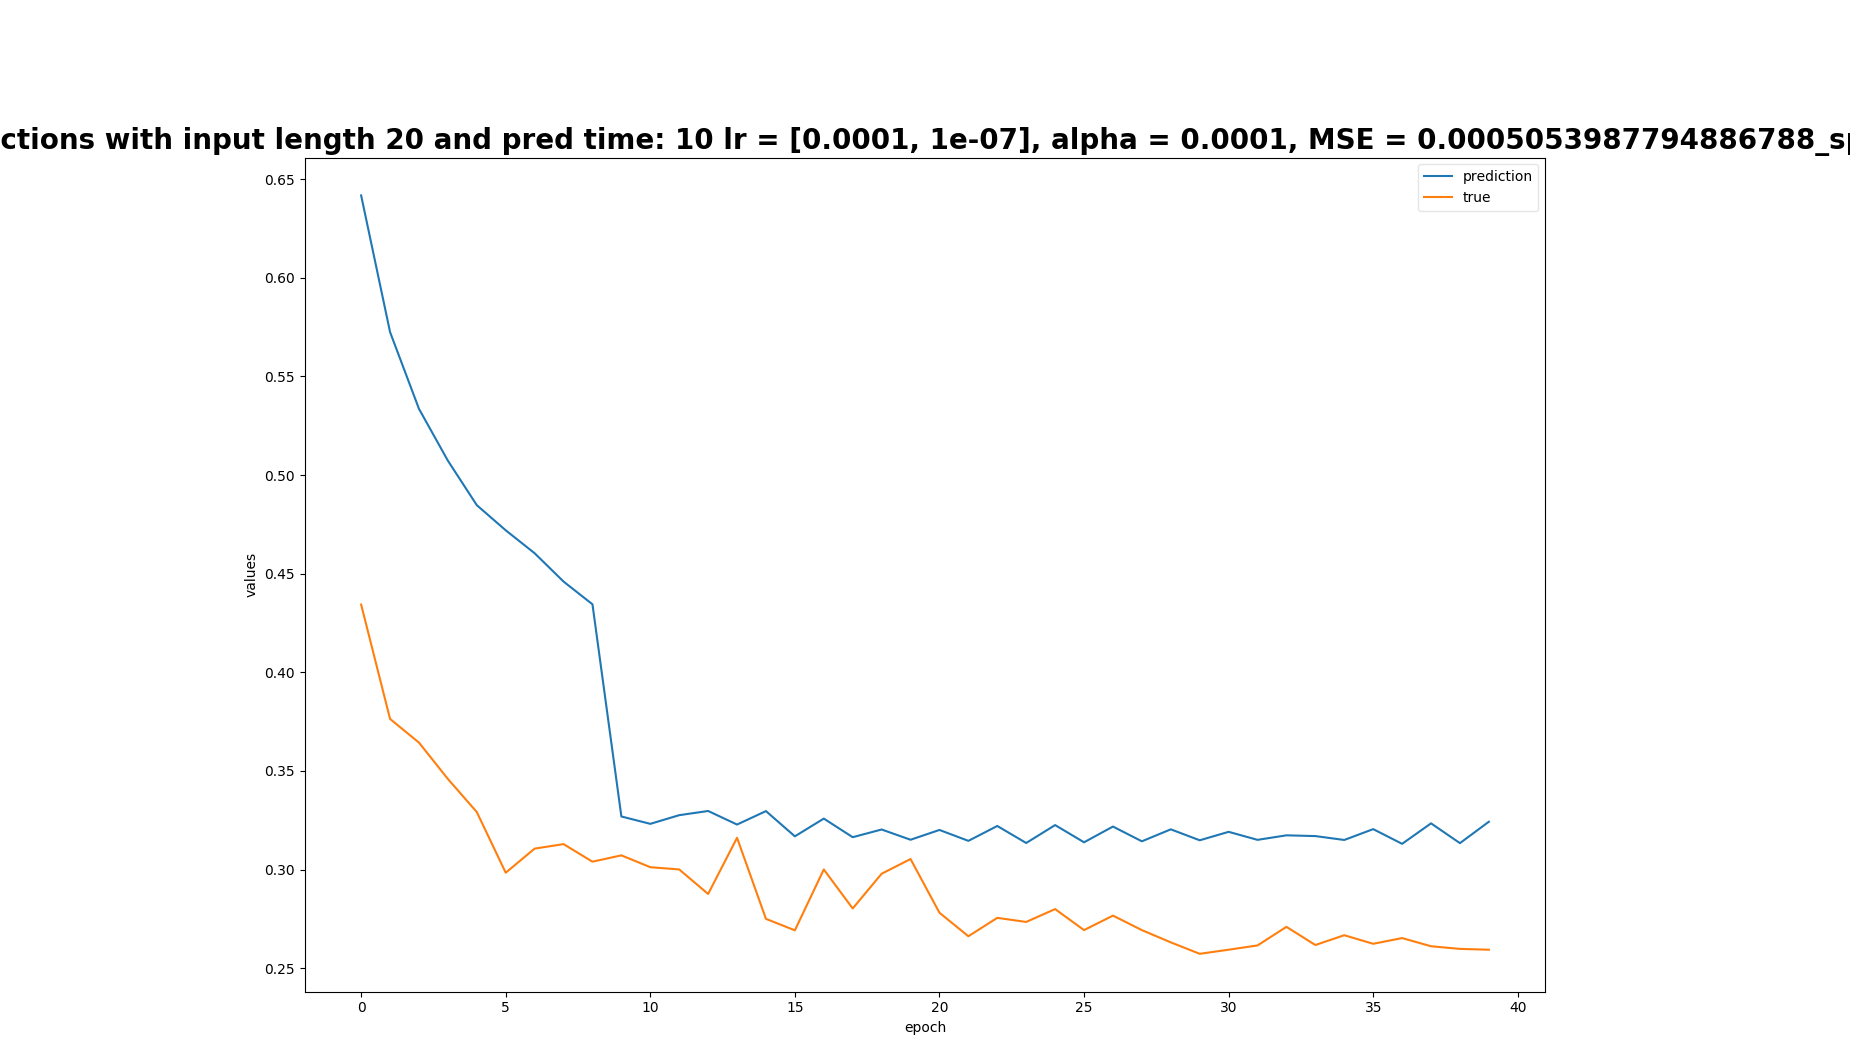 ctions with input length 20 and pred time: 10 lr = [0.0001, 1e-07], alpha = 0.0001, MSE = 0.0005053987794886788_sp
prediction
true
0.65
0.60
0.55
0.50
0.45
0.40
0.35
0.30
0.25
values
0 5 10 15 20 25 30 35 40
epoch